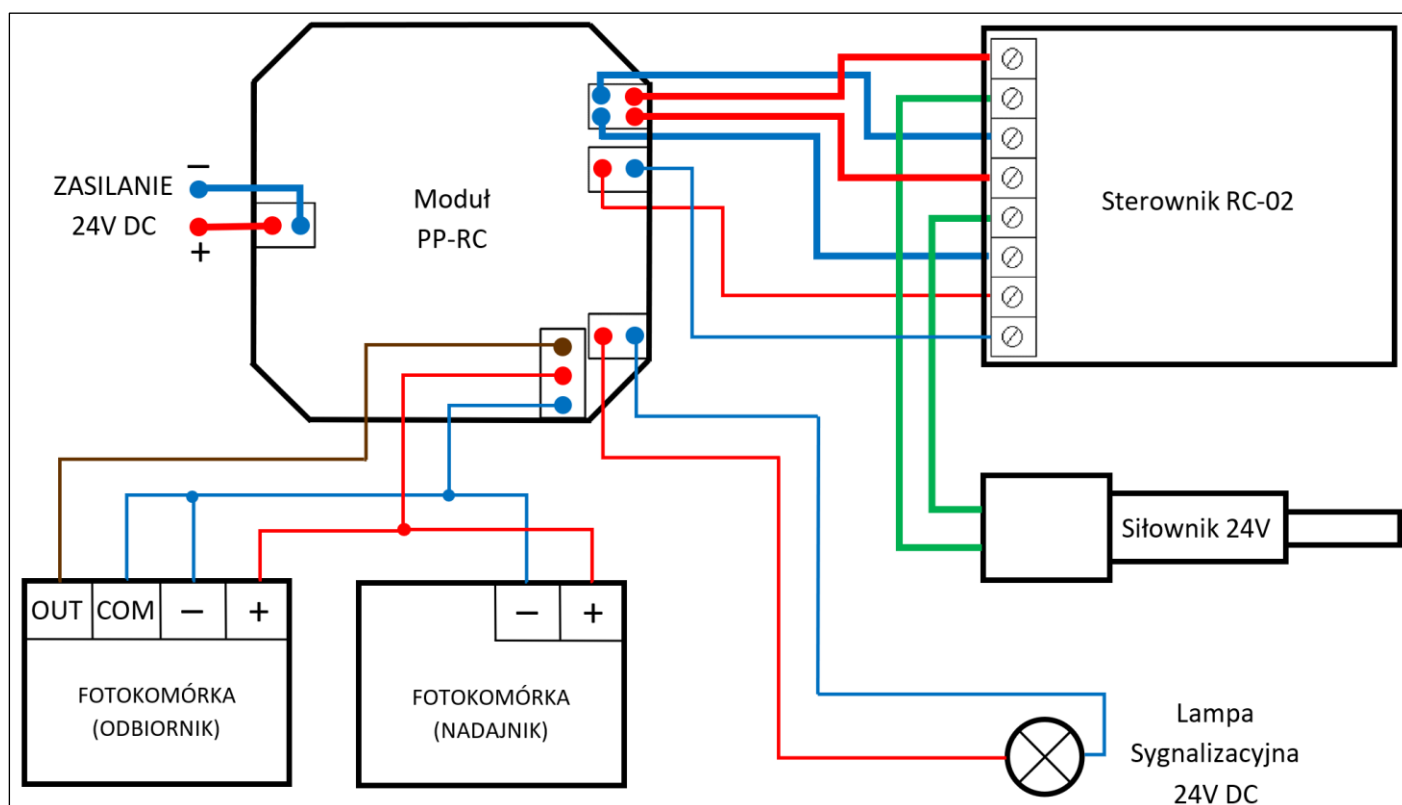 ZASILANIE
24V DC
−
+
Moduł
PP-RC
Sterownik RC-02
Siłownik 24V
OUT COM − +
FOTOKOMÓRKA
(ODBIORNIK)
− +
FOTOKOMÓRKA
(NADAJNIK)
Lampa
Sygnalizacyjna
24V DC